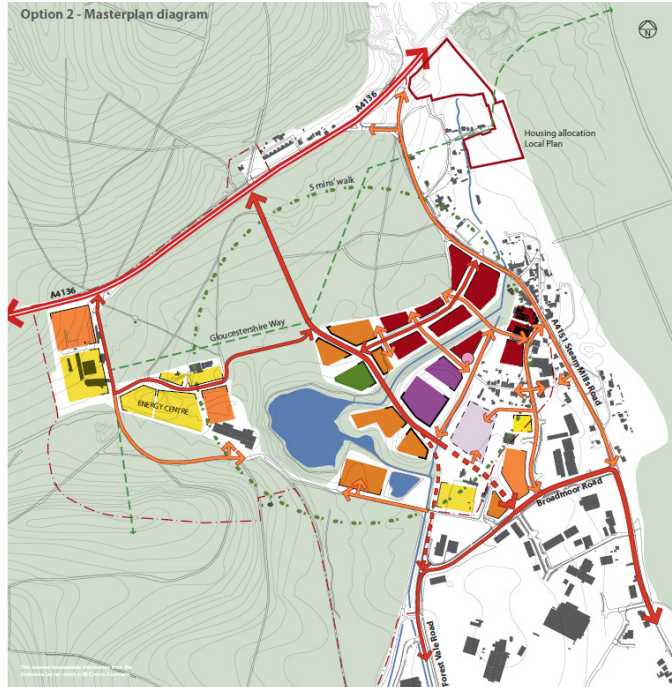 Option 2 - Masterplan diagram
N
A4136
Housing allocation
Local Plan
5 mins' walk
A4136
Gloucestershire Way
A4151 Steam Mills Road
ENERGY CENTRE
Broadmoor Road
Forest Vale Road